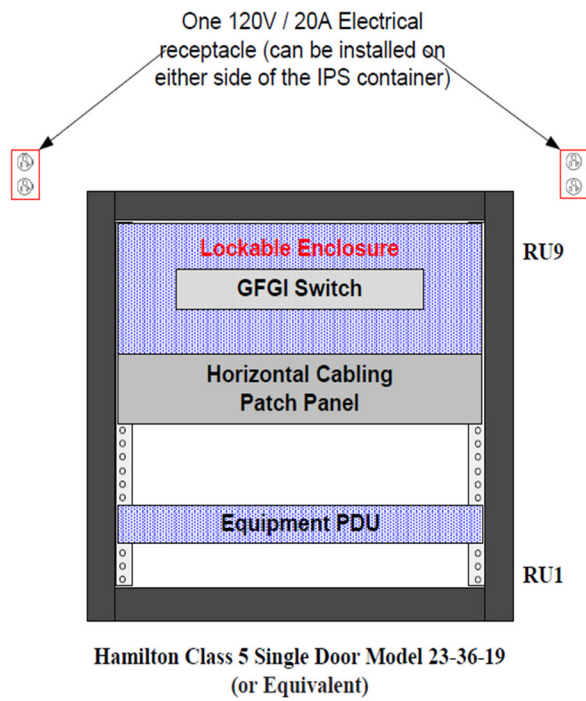 One 120V / 20A Electrical
receptacle (can be installed on
either side of the IPS container)
Lockable Enclosure
RU9
GFGI Switch
Horizontal Cabling
Patch Panel
Equipment PDU
RU1
Hamilton Class 5 Single Door Model 23-36-19
(or Equivalent)